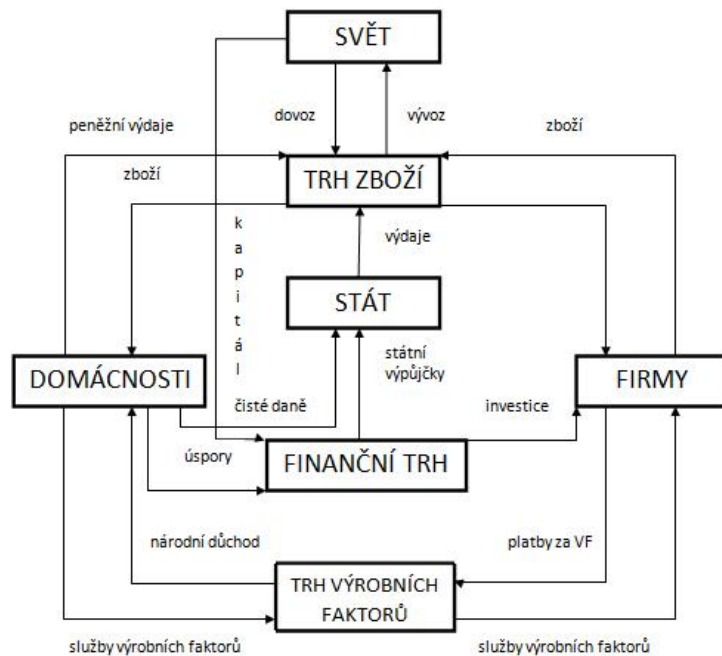 SVĚT
dovoz
vývoz
peněžní výdaje
zboží
zboží
TRH ZBOŽÍ
kapitál
výdaje
STÁT
státní
výpůjčky
DOMÁCNOSTI
FIRMY
čisté daně
investice
úspory
FINANČNÍ TRH
národní důchod
platby za VF
TRH VÝROBNÍCH
FAKTORŮ
služby výrobních faktorů
služby výrobních faktorů